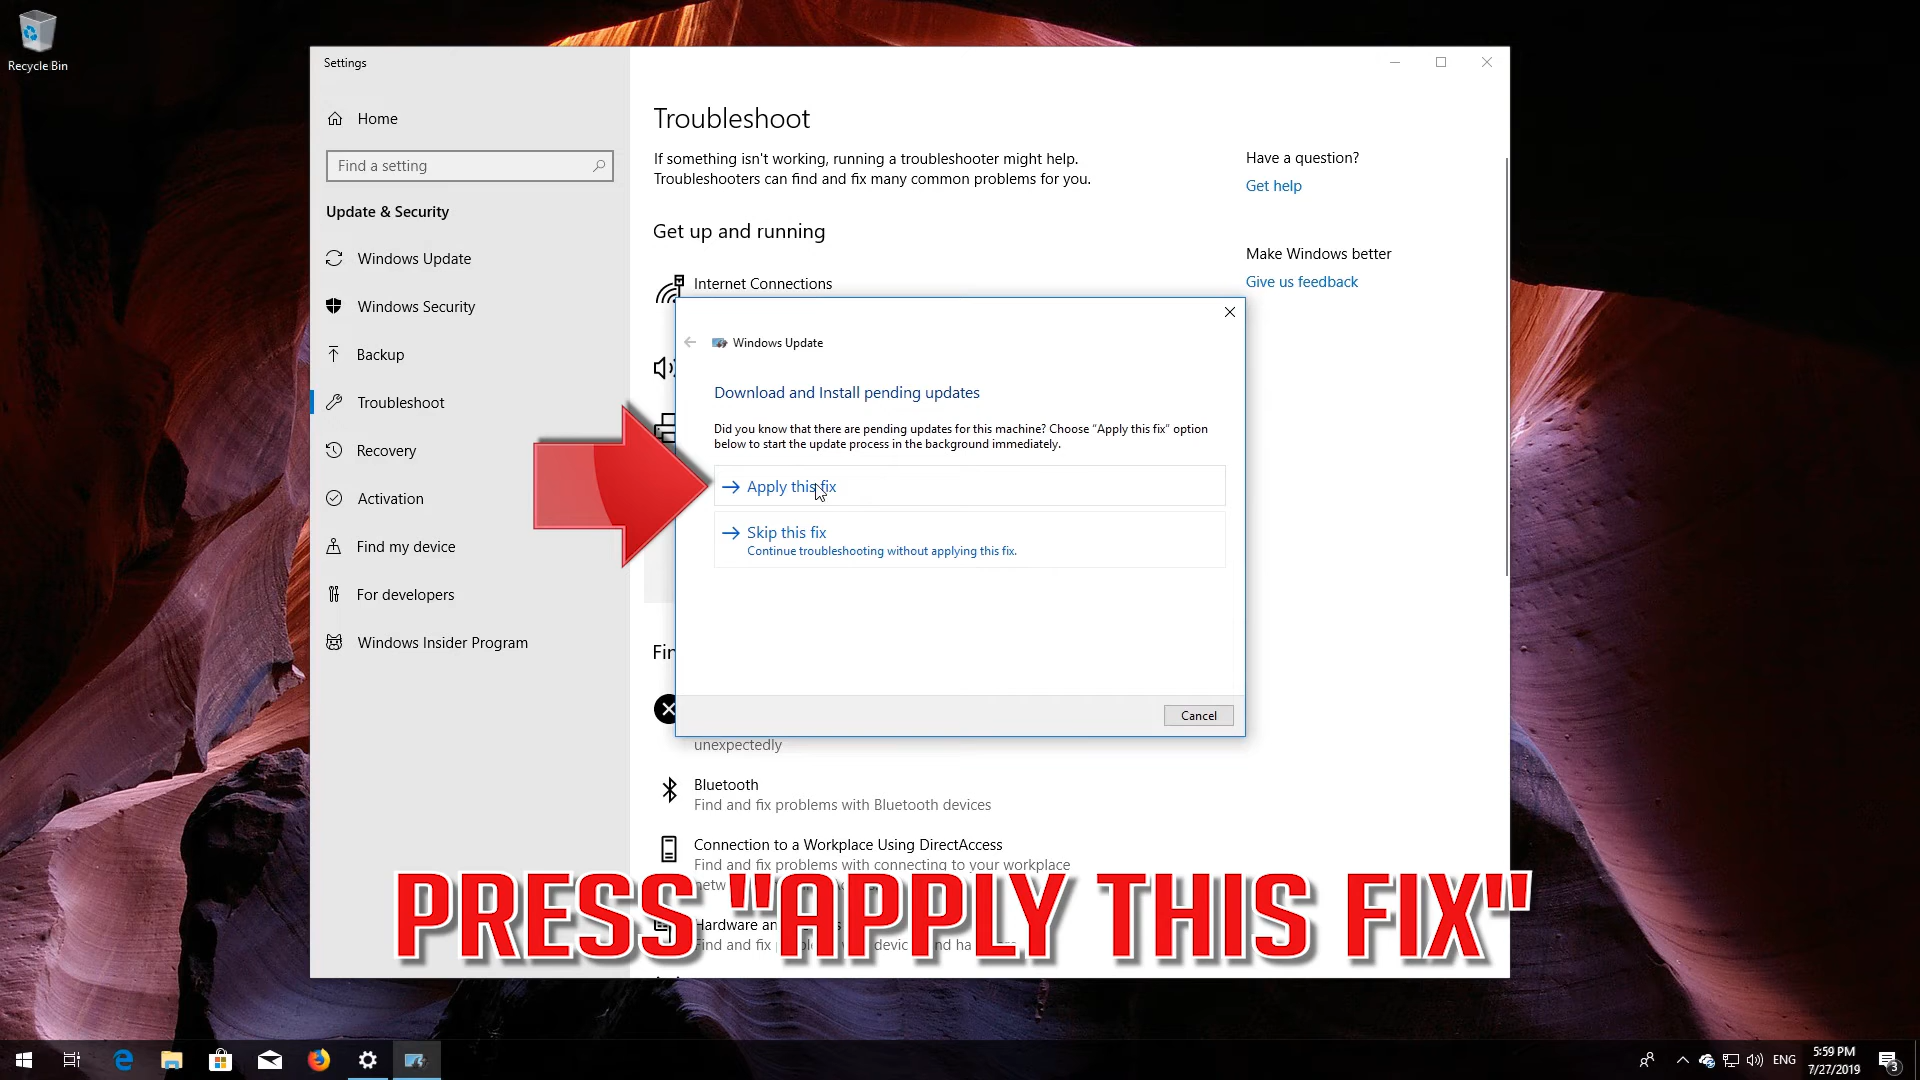 Recycle Bin
Settings
Home
Find a setting
Update & Security
Windows Update
Windows Security
Backup
Troubleshoot
Recovery
Activation
Find my device
For developers
Windows Insider Program
Troubleshoot
If something isn't working, running a troubleshooter might help.
Troubleshooters can find and fix many common problems for you.
Get up and running
Internet Connections
Have a question?
Get help
Make Windows better
Give us feedback
Windows Update
Download and Install pending updates
Did you know that there are pending updates for this machine? Choose "Apply this fix" option
below to start the update process in the background immediately.
Apply this fix
Skip this fix
Continue troubleshooting without applying this fix.
Cancel
unexpectedly
Bluetooth
Find and fix problems with Bluetooth devices
Connection to a Workplace Using DirectAccess
Find and fix problems with connecting to your workplace
Hardware
Find and fix
PRESS "APPLY THIS FIX"
ENG
5:59 PM
7/27/2019
3